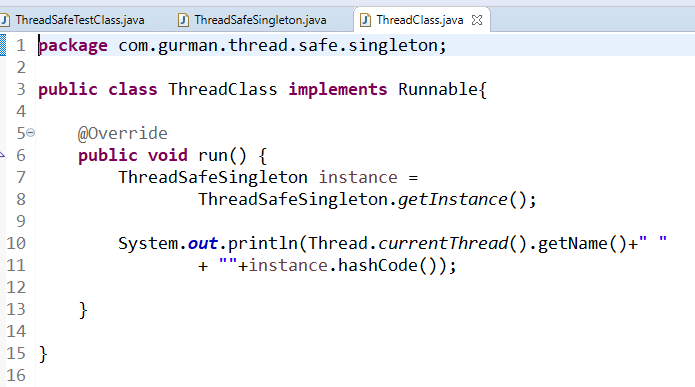 ThreadSafeTestClass.java ThreadSafeSingleton.java ThreadClass.java
1 package com.gurman.thread.safe.singleton;
2
3 public class ThreadClass implements Runnable{
4
5 @Override
6 public void run() {
7 ThreadSafeSingleton instance =
8 ThreadSafeSingleton.getInstance();
9
10 System.out.println(Thread.currentThread().getName()+" "
11 + ""+instance.hashCode());
12
13 }
14
15 }
16